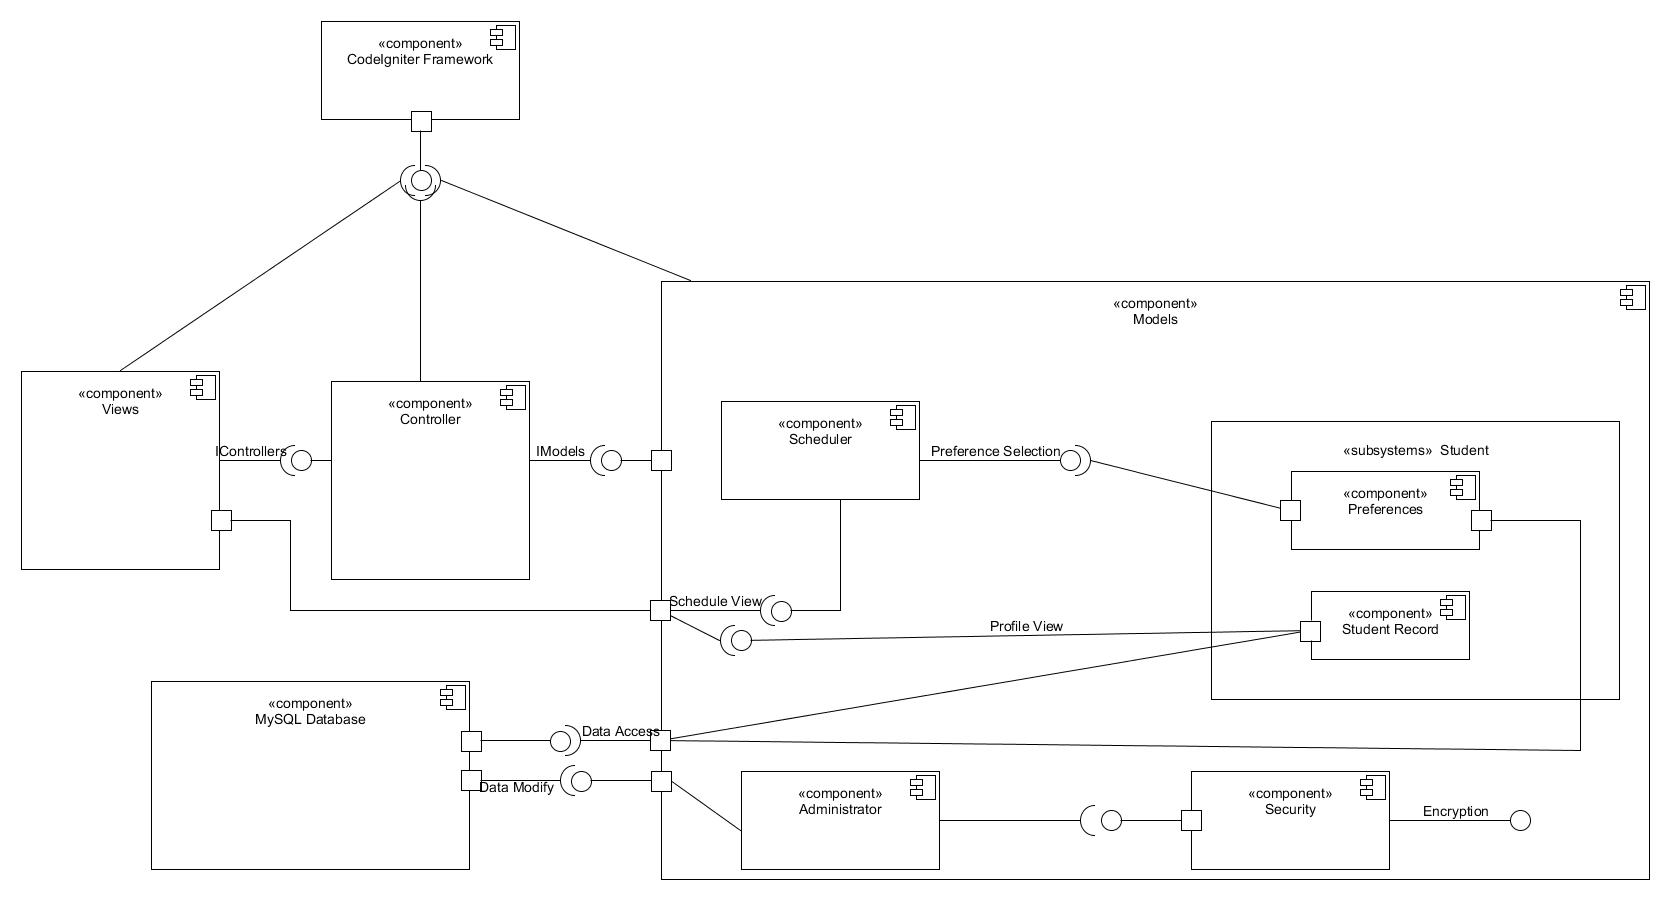 «component»
CodeIgniter Framework
«component»
Models
«component»
Views
«component»
Controller
«component»
Scheduler
IControllers
IModels
Preference Selection
«subsystems» Student
«component»
Preferences
Schedule View
Profile View
«component»
Student Record
«component»
MySQL Database
Data Access
Data Modify
«component»
Administrator
«component»
Security
Encryption